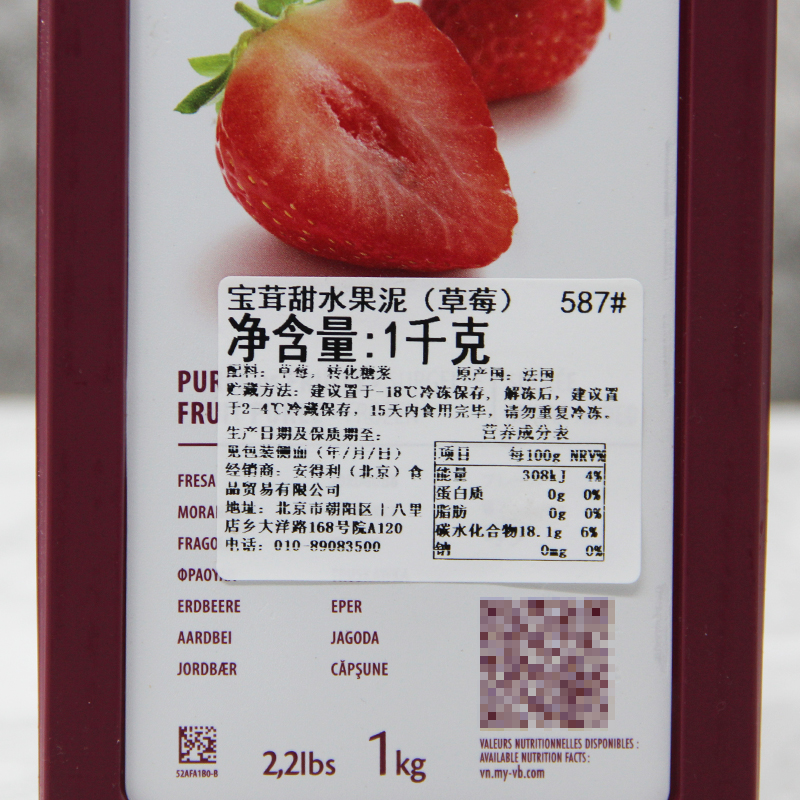 宝茸甜水果泥（草莓） 587#
净含量:1千克
配料：草莓，转化糖浆 原产国：法国
贮藏方法：建议置于-18℃冷冻保存，解冻后，建议置
于2-4℃冷藏保存，15天内食用完毕，请勿重复冷冻。
生产日期及保质期至：
见包装侧面（年/月/日）
经销商：安得利（北京）食
品贸易有限公司
地址：北京市朝阳区十八里
店乡大洋路168号院A120
电话：010-89083500
营养成分表
项目 每100g NRV%
能量 308kJ 4%
蛋白质 0g 0%
脂肪 0g 0%
碳水化合物18.1g 6%
钠 0mg 0%
PUR
FRU
FRESA
MORA
FRAGO
ΦΡΑΟΥ
ERDBEERE
AARDBEI
JORDBÆR
EPER
JAGODA
CĂPȘUNE
52AFA1B0-B
2,2lbs 1kg
VALEURS NUTRITIONNELLES DISPONIBLES :
AVAILABLE NUTRITION FACTS :
vn.my-vb.com